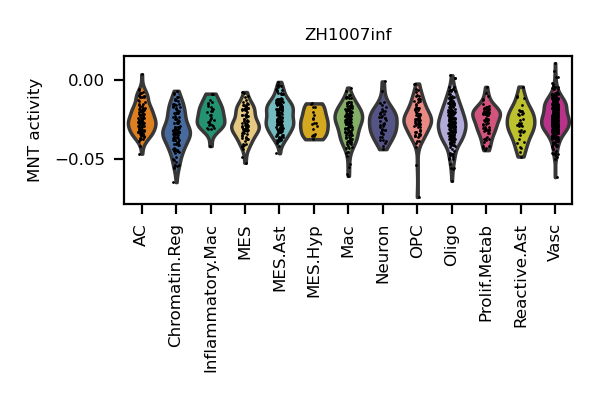 ZH1007inf
MNT activity
0.00
−0.05
AC
Chromatin.Reg
Inflammatory.Mac
MES
MES.Ast
MES.Hyp
Mac
Neuron
OPC
Oligo
Prolif.Metab
Reactive.Ast
Vasc